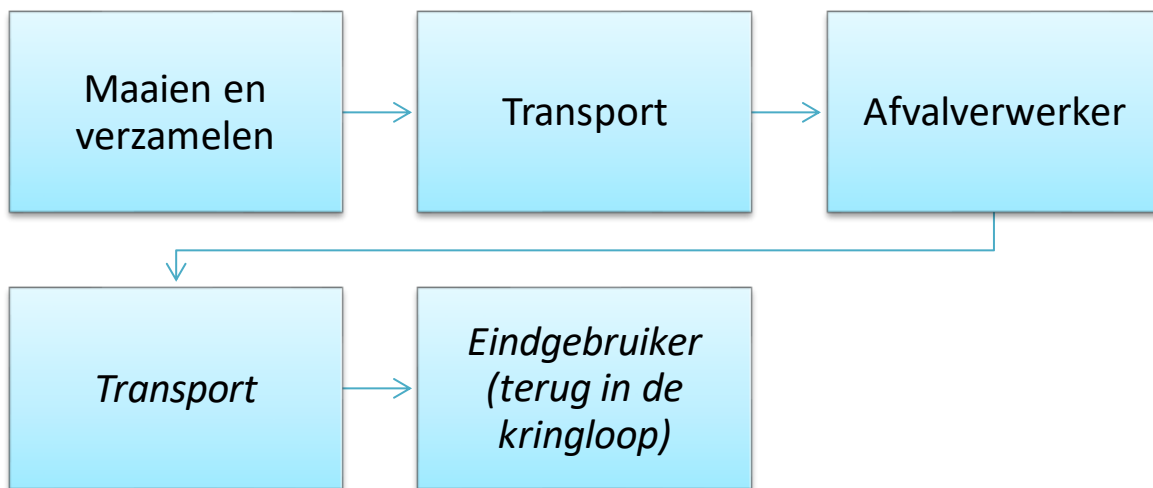 Maaien en
verzamelen
Transport
Afvalverwerker
Transport
Eindgebruiker
(terug in de
kringloop)